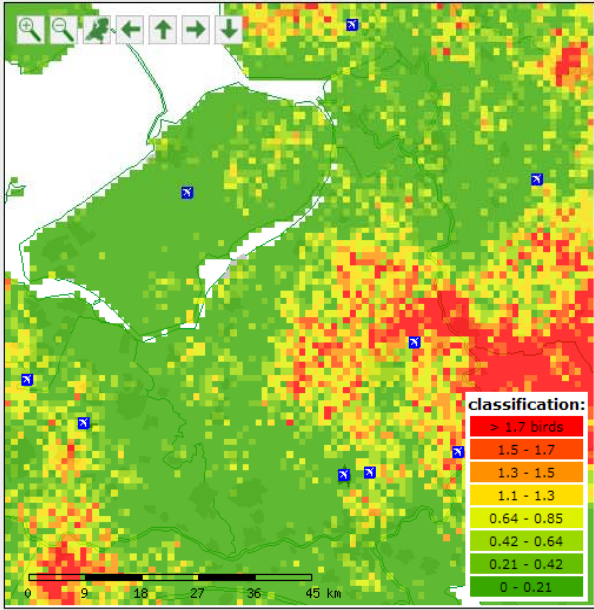 classification:
> 1.7 birds
1.5 - 1.7
1.3 - 1.5
1.1 - 1.3
0.64 - 0.85
0.42 - 0.64
0.21 - 0.42
0 - 0.21
0 9 18 27 36 45 km